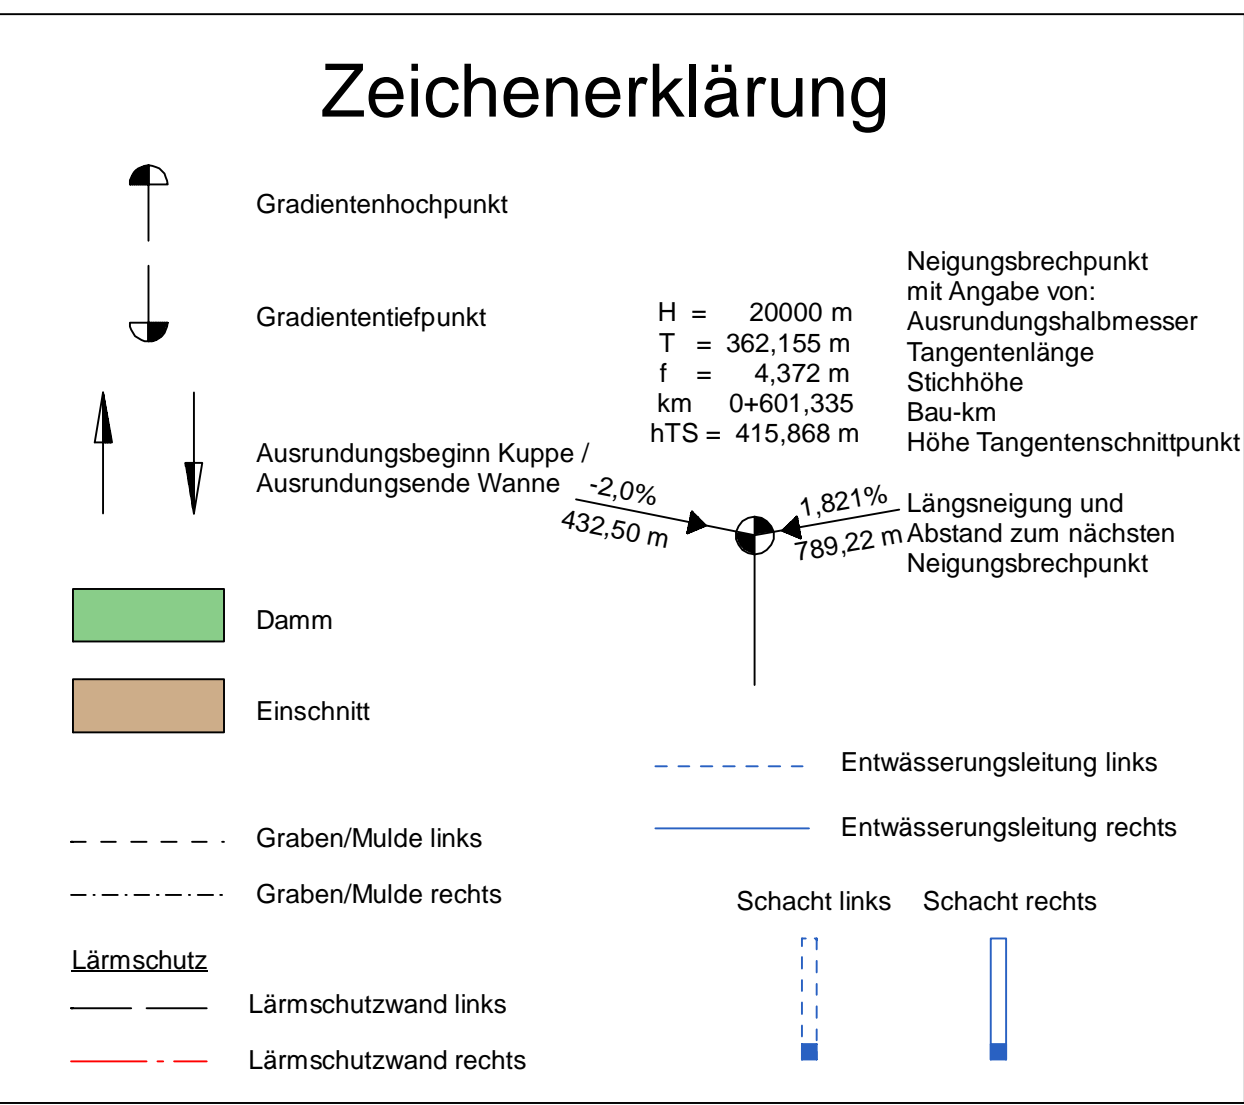 Zeichenerklärung
Gradientenhochpunkt
Gradiententiefpunkt
Ausrundungsbeginn Kuppe /
Ausrundungsende Wanne
Damm
Einschnitt
Graben/Mulde links
Graben/Mulde rechts
Lärmschutz
Lärmschutzwand links
Lärmschutzwand rechts
H = 20000 m
T = 362,155 m
f = 4,372 m
km 0+601,335
hTS = 415,868 m
Neigungsbrechpunkt
mit Angabe von:
Ausrundungshalbmesser
Tangentenlänge
Stichhöhe
Bau-km
Höhe Tangentenschnittpunkt
-2,0%
432,50 m
1,821%
789,22 m
Längsneigung und
Abstand zum nächsten
Neigungsbrechpunkt
Entwässerungsleitung links
Entwässerungsleitung rechts
Schacht links
Schacht rechts